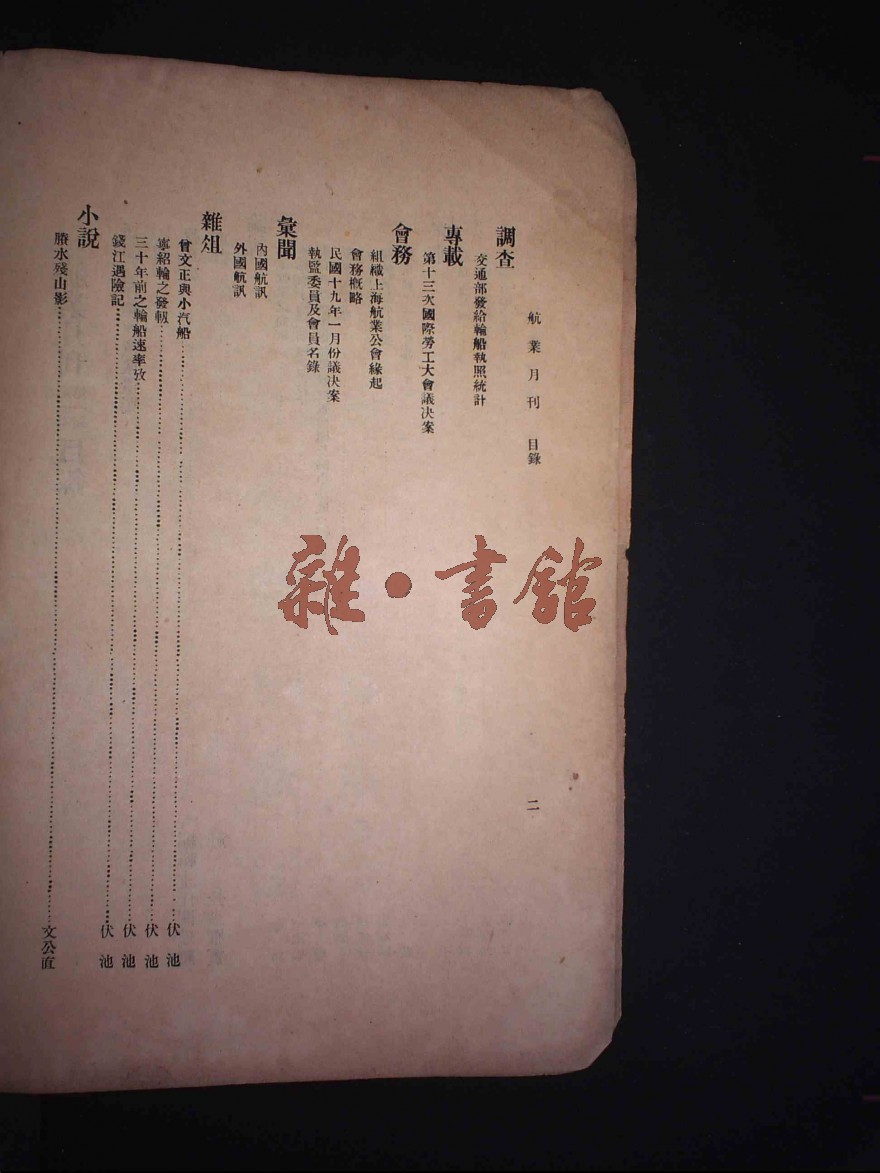 航業月刊 目錄 二
調查
交通部發給輪船執照統計
專載
第十三次國際勞工大會議決案
會務
組織上海航業公會緣起
會務概略
民國十九年一月份議決案
執監委員及會員名錄
彙聞
內國航訊
外國航訊
雜俎
曾文正與小汽船……伏池
寧紹輪之發軔……伏池
三十年前之輪船速率攷……伏池
錢江遇險記……伏池
小說
賸水殘山影……文公直
雜·書館